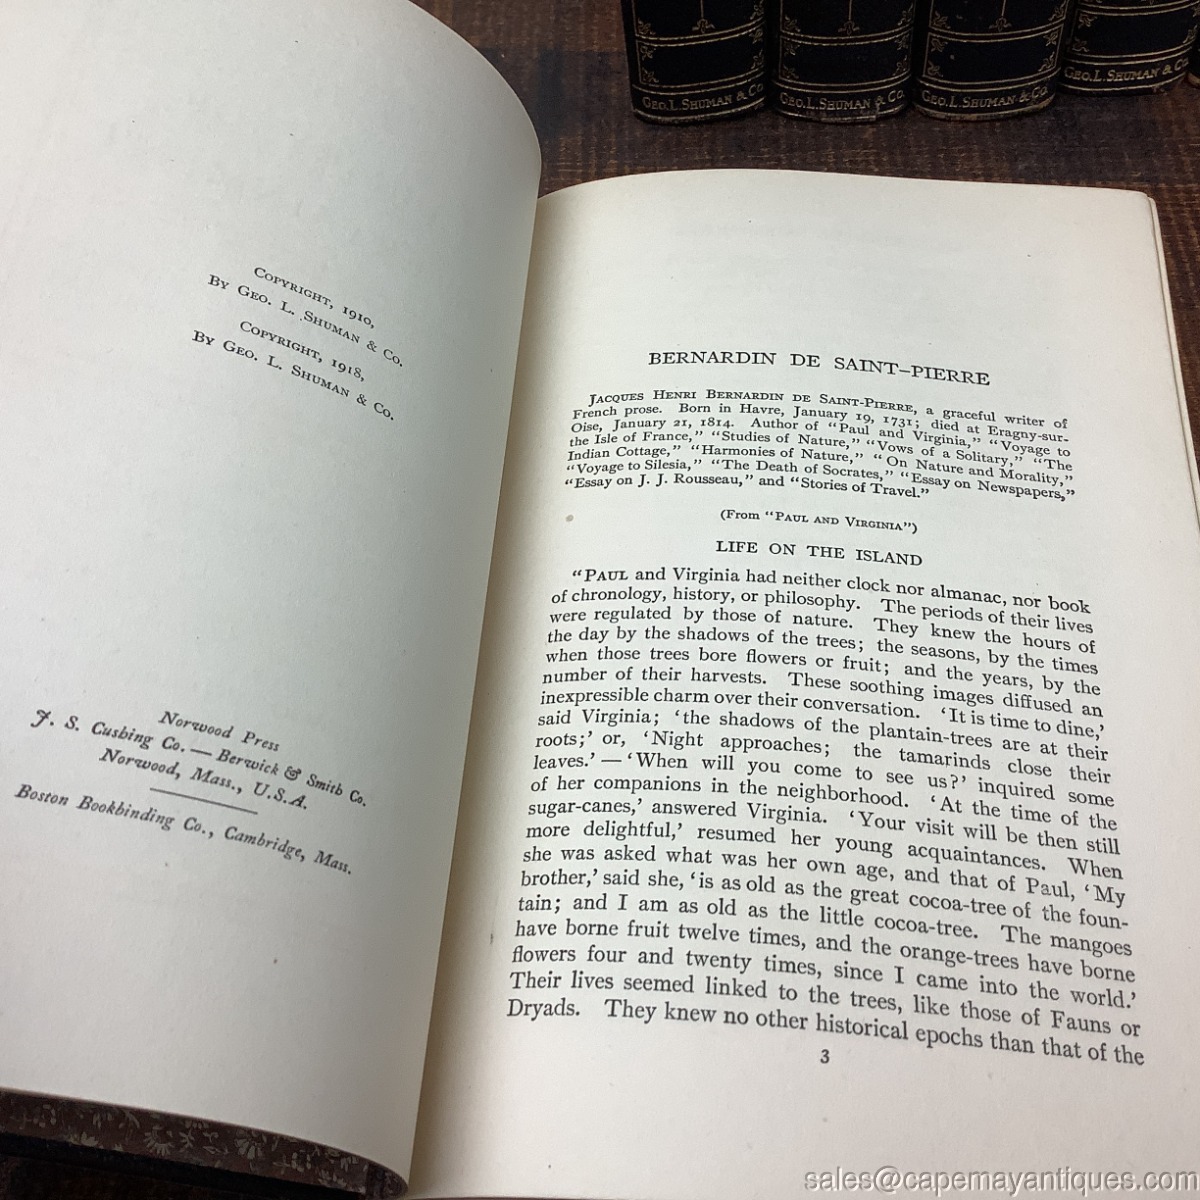 Geo. L. Shuman & Co.
Geo. L. Shuman & Co.
Geo. L. Shuman & Co.
Geo. L. Shuman & Co.
Copyright, 1910,
By Geo. L. Shuman & Co.
Copyright, 1918,
By Geo. L. Shuman & Co.
Norwood Press
J. S. Cushing Co. — Berwick & Smith Co.
Norwood, Mass., U.S.A.
Boston Bookbinding Co., Cambridge, Mass.
BERNARDIN DE SAINT-PIERRE
Jacques Henri Bernardin de Saint-Pierre, a graceful writer of
French prose. Born in Havre, January 19, 1731; died at Eragny-sur-
Oise, January 21, 1814. Author of "Paul and Virginia," "Voyage to
the Isle of France," "Studies of Nature," "Vows of a Solitary," "The
Indian Cottage," "Harmonies of Nature," "On Nature and Morality,"
"Voyage to Silesia," "The Death of Socrates," "Essay on Newspapers,"
"Essay on J. J. Rousseau," and "Stories of Travel."
(From "Paul and Virginia")
LIFE ON THE ISLAND
"Paul and Virginia had neither clock nor almanac, nor book
of chronology, history, or philosophy. The periods of their lives
were regulated by those of nature. They knew the hours of
the day by the shadows of the trees; the seasons, by the times
when those trees bore flowers or fruit; and the years, by the
number of their harvests. These soothing images diffused an
inexpressible charm over their conversation. 'It is time to dine,'
said Virginia; 'the shadows of the plantain-trees are at their
roots;' or, 'Night approaches; the tamarinds close their
leaves.' — 'When will you come to see us?' inquired some
of her companions in the neighborhood. 'At the time of the
sugar-canes,' answered Virginia. 'Your visit will be then still
more delightful,' resumed her young acquaintances. When
she was asked what was her own age, and that of Paul, 'My
brother,' said she, 'is as old as the great cocoa-tree of the foun-
tain; and I am as old as the little cocoa-tree. The mangoes
have borne fruit twelve times, and the orange-trees have borne
flowers four and twenty times, since I came into the world.'
Their lives seemed linked to the trees, like those of Fauns or
Dryads. They knew no other historical epochs than that of the
3
sales@capemayantiques.com